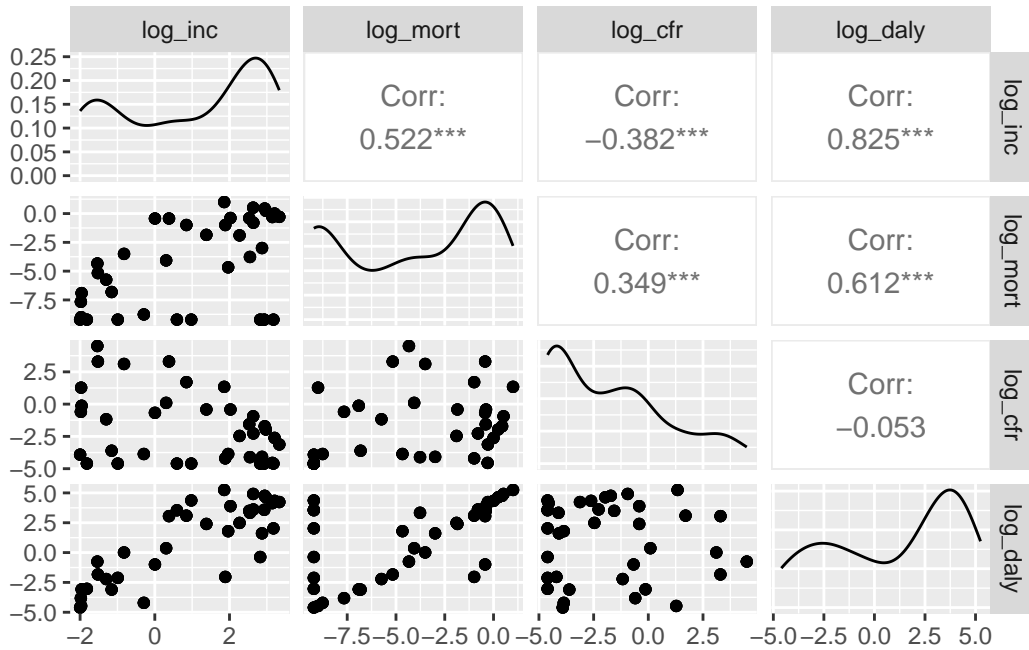 log_inc log_mort log_cfr log_daly
0.25
0.20
0.15
0.10
0.05
0.00
Corr:
0.522***
Corr:
−0.382***
Corr:
0.825***
log_inc
0.0
−2.5
−5.0
−7.5
Corr:
0.349***
Corr:
0.612***
log_mort
2.5
0.0
−2.5
−5.0
Corr:
−0.053
log_cfr
5.0
2.5
0.0
−2.5
−5.0
log_daly
−2 0 2 −7.5 −5.0 −2.5 0.0 −5.0 −2.5 0.0 2.5 −5.0 −2.5 0.0 2.5 5.0